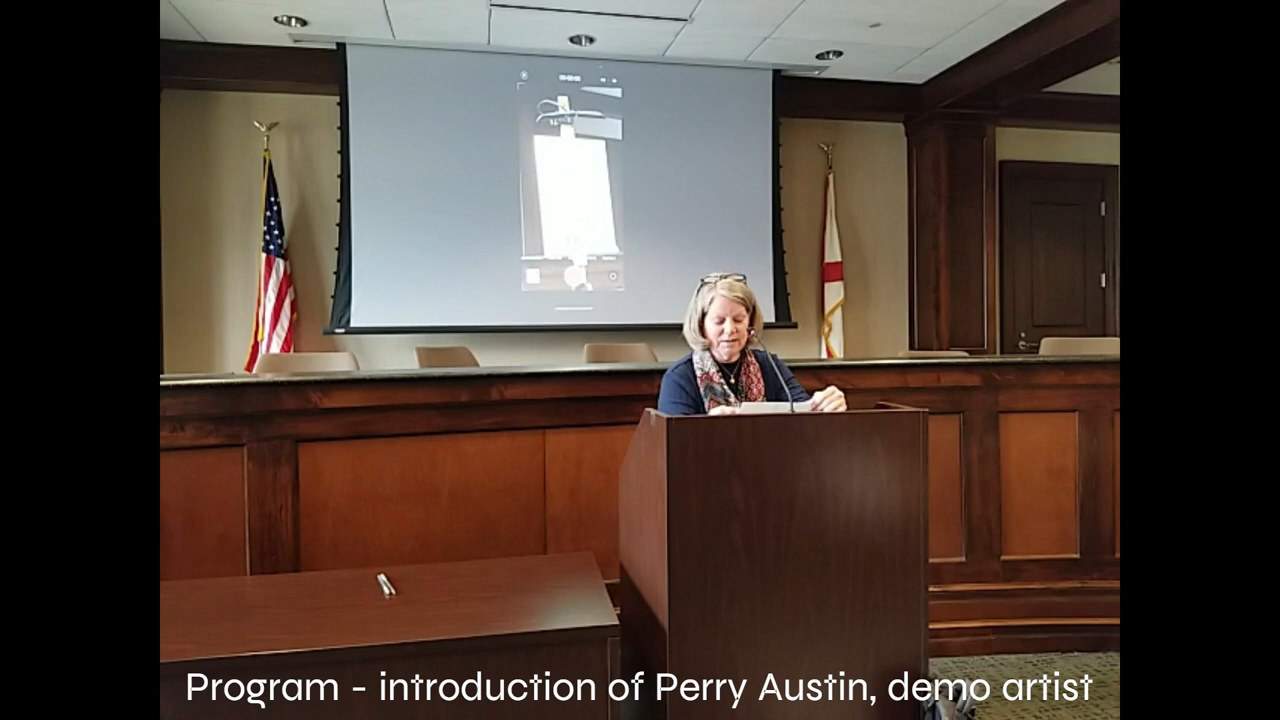 Program - introduction of Perry Austin, demo artist